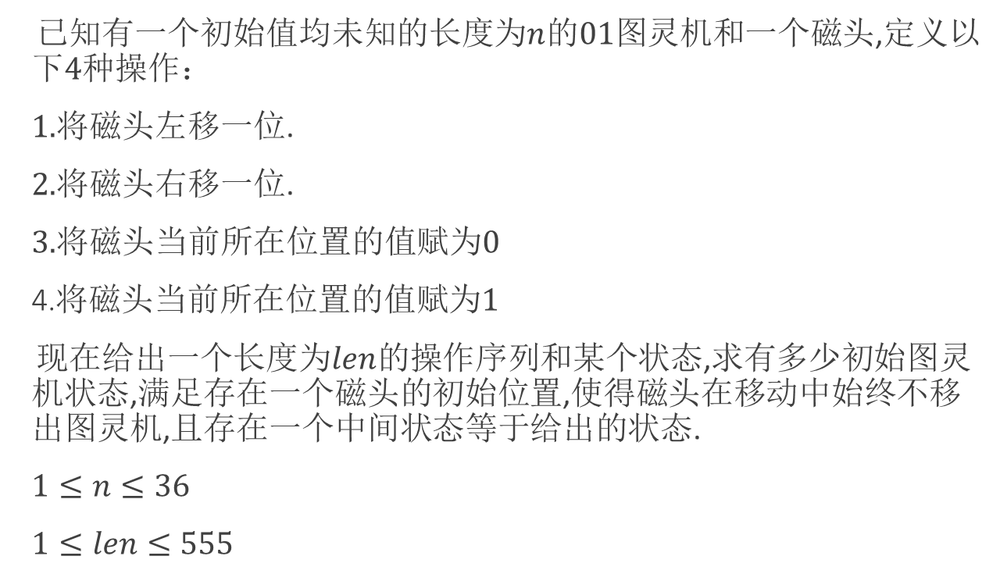 已知有一个初始值均未知的长度为n的01图灵机和一个磁头,定义以
下4种操作：
1.将磁头左移一位.
2.将磁头右移一位.
3.将磁头当前所在位置的值赋为0
4.将磁头当前所在位置的值赋为1
现在给出一个长度为len的操作序列和某个状态,求有多少初始图灵
机状态,满足存在一个磁头的初始位置,使得磁头在移动中始终不移
出图灵机,且存在一个中间状态等于给出的状态.
1 ≤ n ≤ 36
1 ≤ len ≤ 555